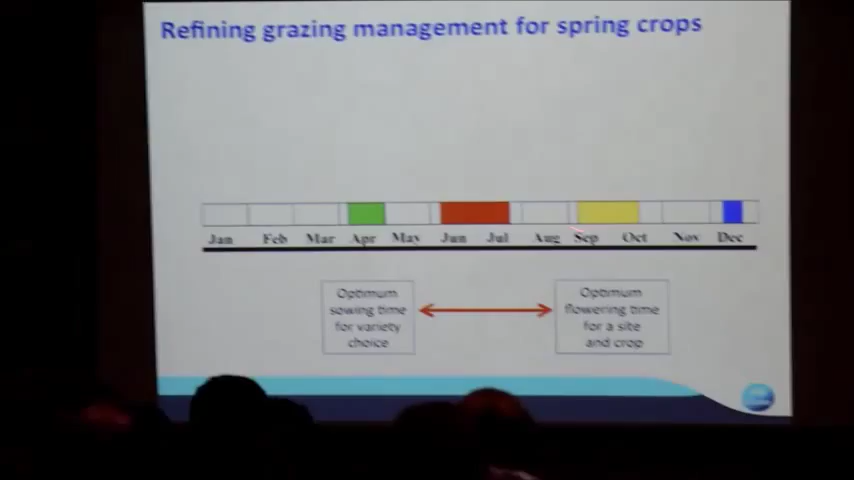 Refining grazing management for spring crops
Jan Feb Mar Apr May Jun Jul Aug Sep Oct Nov Dec
Optimum
sowing time
for variety
choice
Optimum
flowering time
for a site
and crop